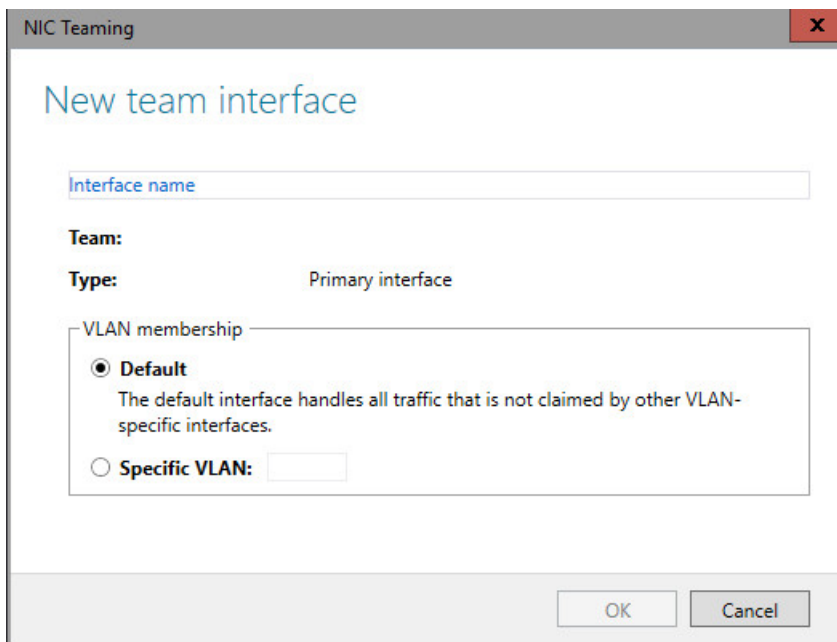 NIC Teaming
x
New team interface
Interface name
Team:
Type: Primary interface
VLAN membership
Default
The default interface handles all traffic that is not claimed by other VLAN-
specific interfaces.
Specific VLAN:
OK Cancel